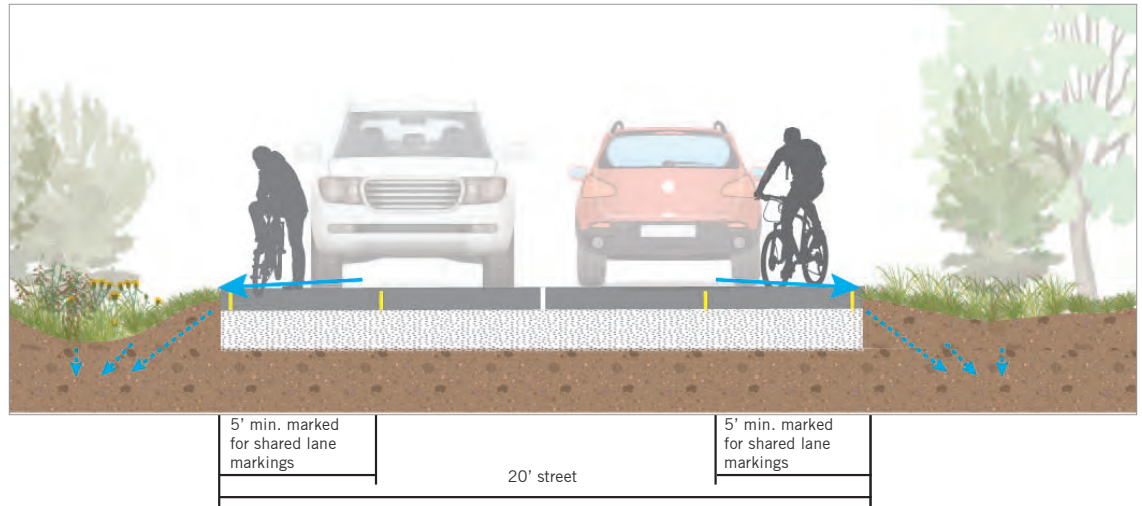 5’ min. marked
for shared lane
markings
5’ min. marked
for shared lane
markings
20’ street